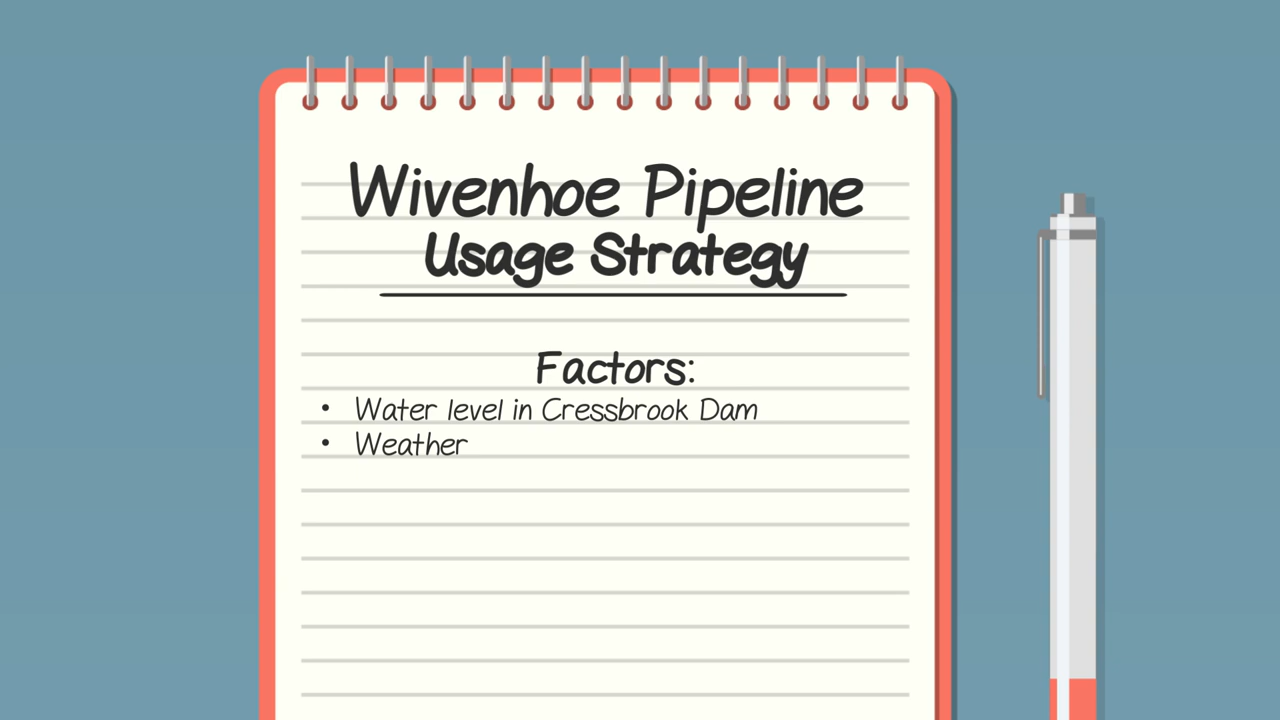 Wivenhoe Pipeline
Usage Strategy
Factors:
• Water level in Cressbrook Dam
• Weather